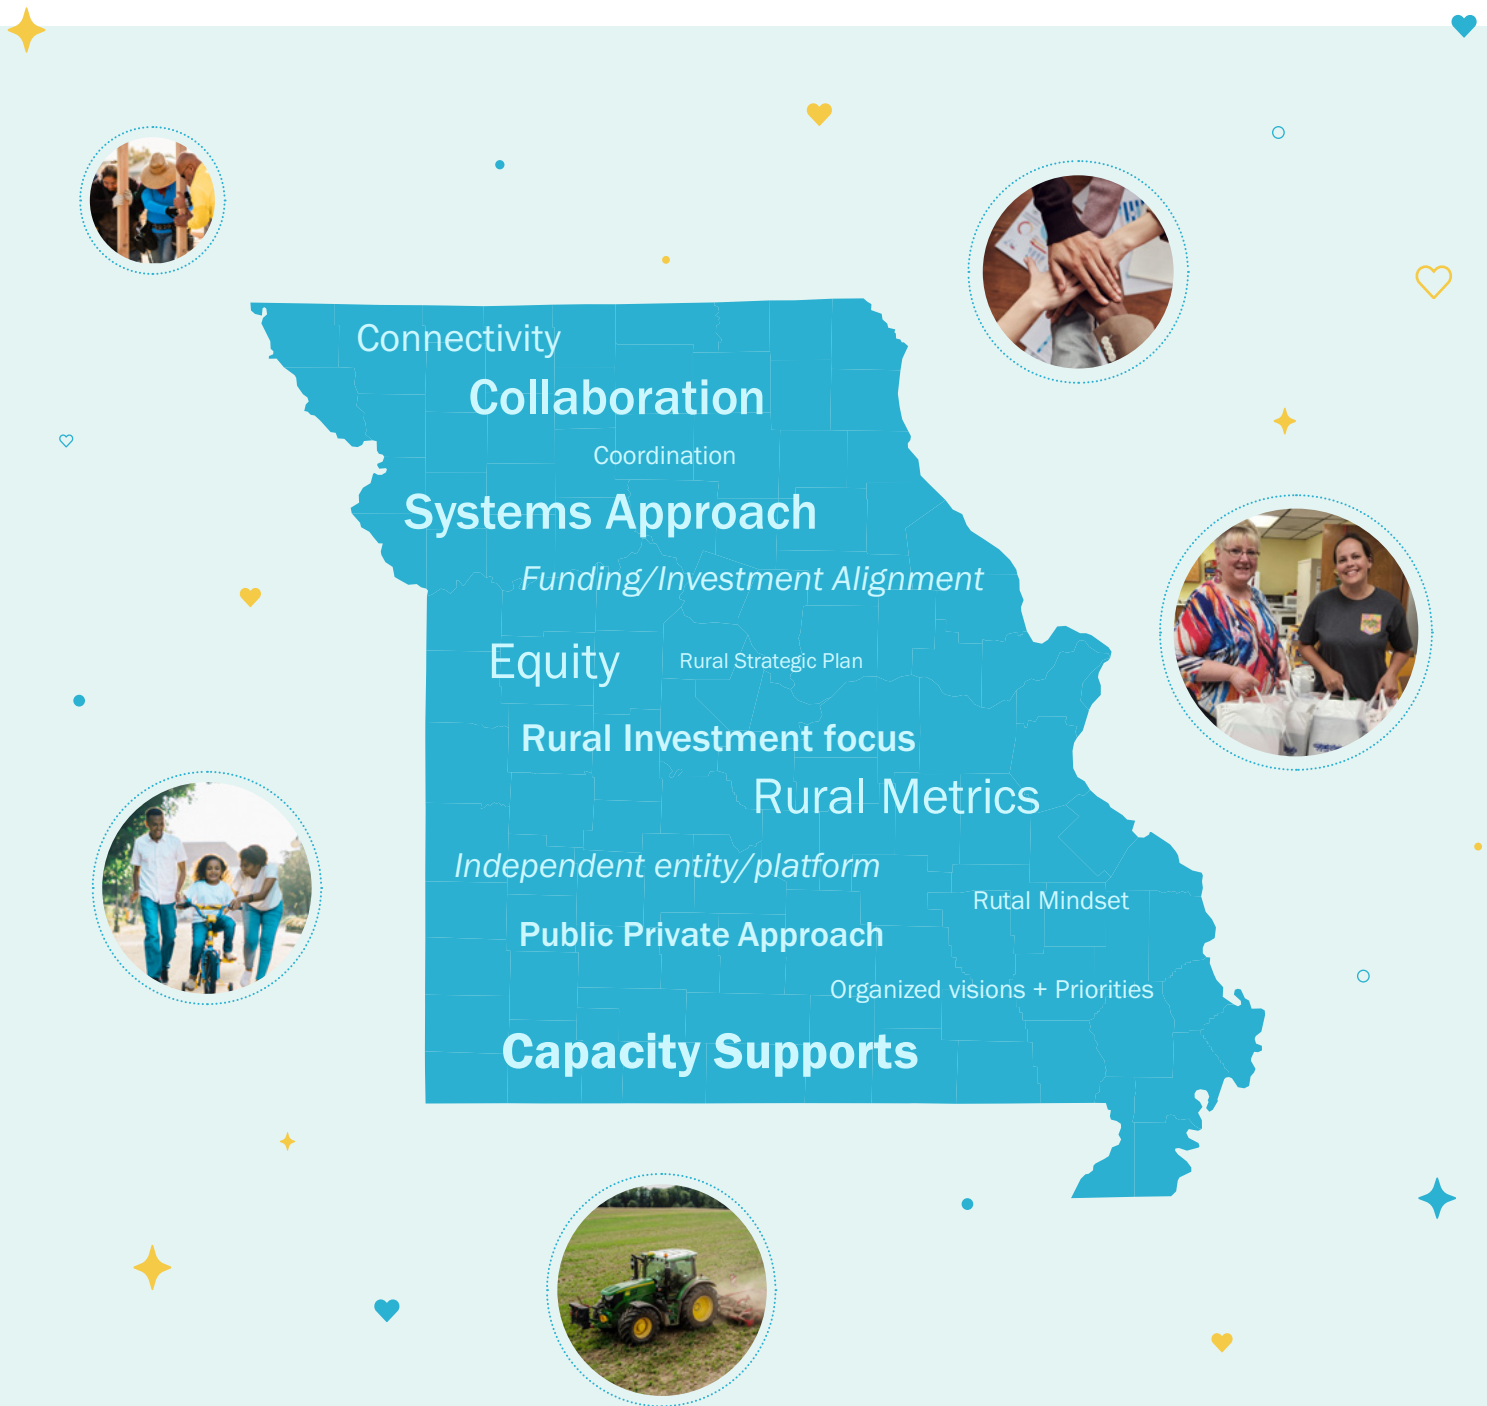 Connectivity
Collaboration
Coordination
Systems Approach
Funding/Investment Alignment
Equity
Rural Strategic Plan
Rural Investment focus
Rural Metrics
Independent entity/platform
Rutal Mindset
Public Private Approach
Organized visions + Priorities
Capacity Supports